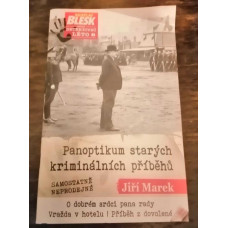 BLESK
Panoptikum starých
kriminálních příběhů
SAMOSTATNĚ
NEPRODEJNÉ
Jiří Marek
O dobrém srdci pana rady
Vražda v hotelu | Příběh z dovolené